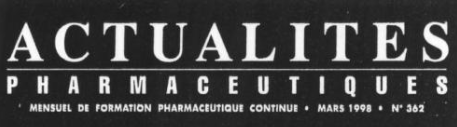 ACTUALITES
PHARMACEUTIQUES
MENSUEL DE FORMATION PHARMACEUTIQUE CONTINUE • MARS 1998 • N° 362